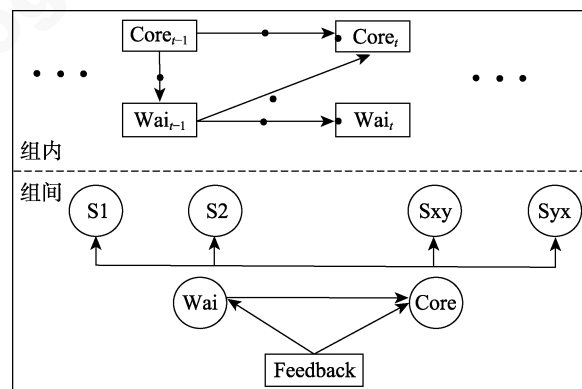 Core_{t-1}
Core_t
Wai_{t-1}
Wai_t
组内
组间
S1
S2
Sxy
Syx
Wai
Core
Feedback